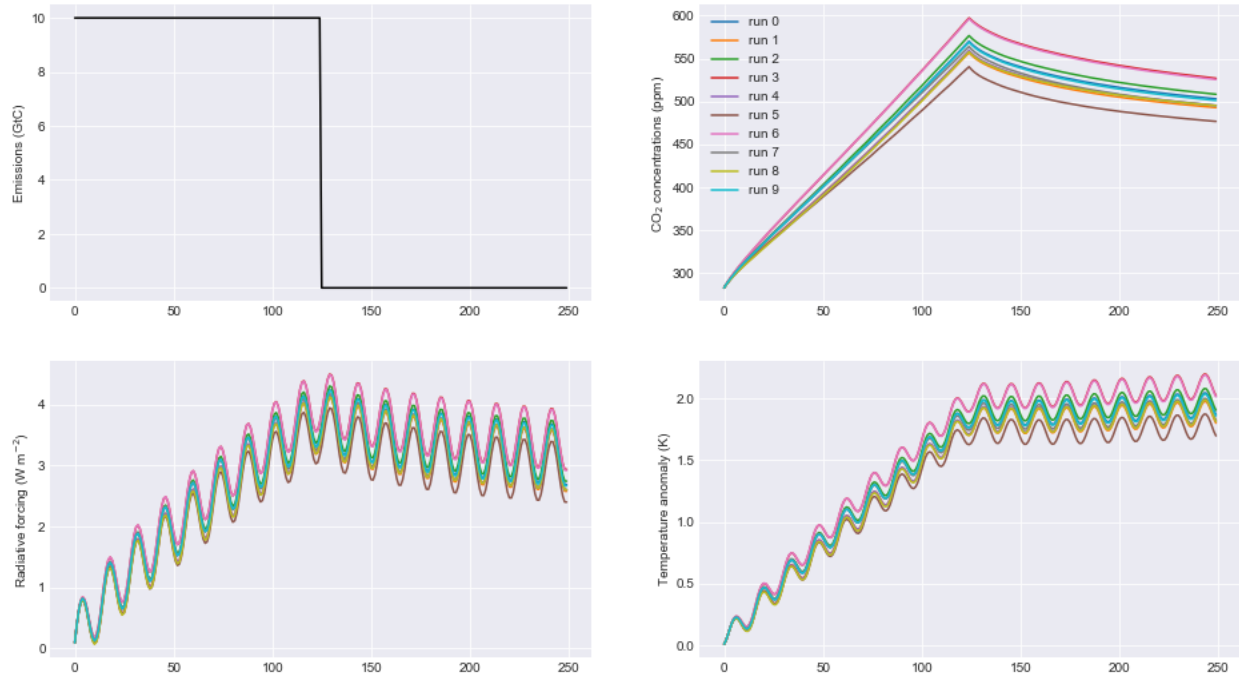 Emissions (GtC)
10
8
6
4
2
0
0 50 100 150 200 250
CO₂ concentrations (ppm)
600
550
500
450
400
350
300
run 0
run 1
run 2
run 3
run 4
run 5
run 6
run 7
run 8
run 9
0 50 100 150 200 250
Radiative forcing (W m⁻²)
4
3
2
1
0
0 50 100 150 200 250
Temperature anomaly (K)
2.0
1.5
1.0
0.5
0.0
0 50 100 150 200 250